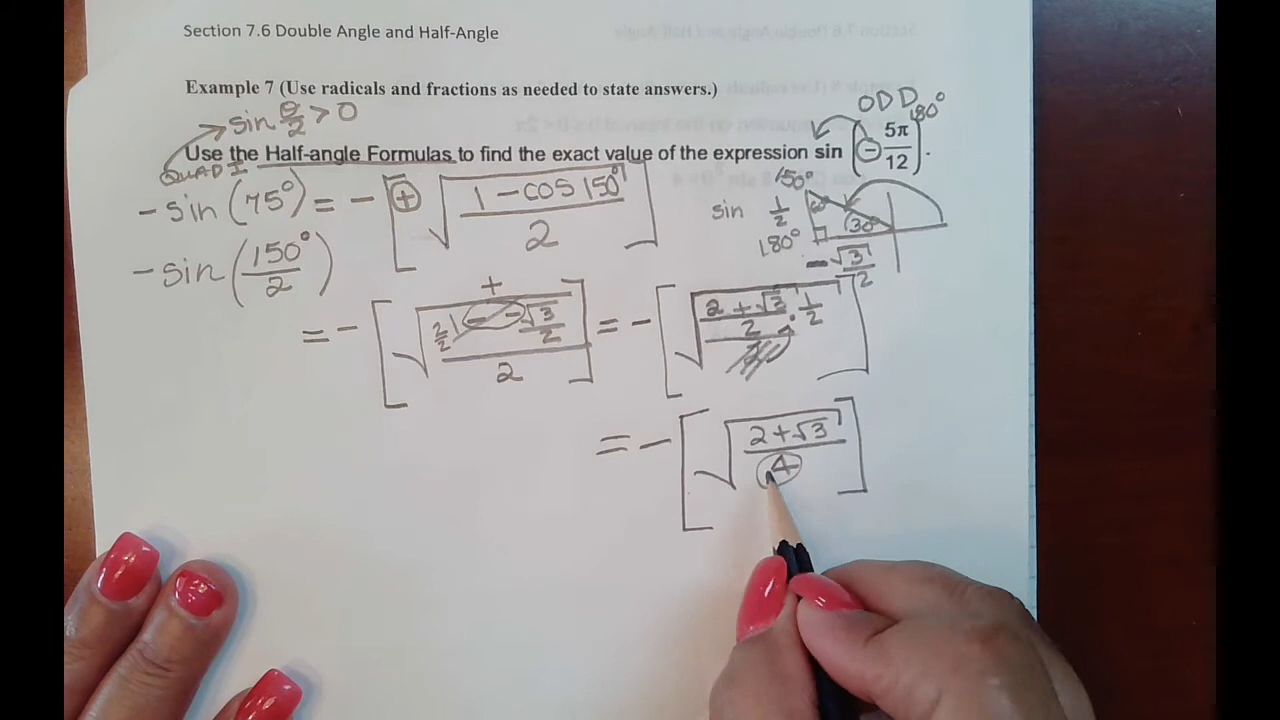 Section 7.6 Double Angle and Half-Angle
Example 7 (Use radicals and fractions as needed to state answers.)
sin θ/2 > 0
ODD
180°
Use the Half-angle Formulas to find the exact value of the expression sin (-5π/12).
QUAD I
-sin(75°) = -[+√((1-cos 150°)/2)]
150°
sin 1/2
60°
30°
180°
-√3/2
-sin(150°/2)
= -[√((2/2 1 - -√3/2)/2)] = -[√((2+√3)/2 · 1/2)]
+
2
= -[√((2+√3)/4)]